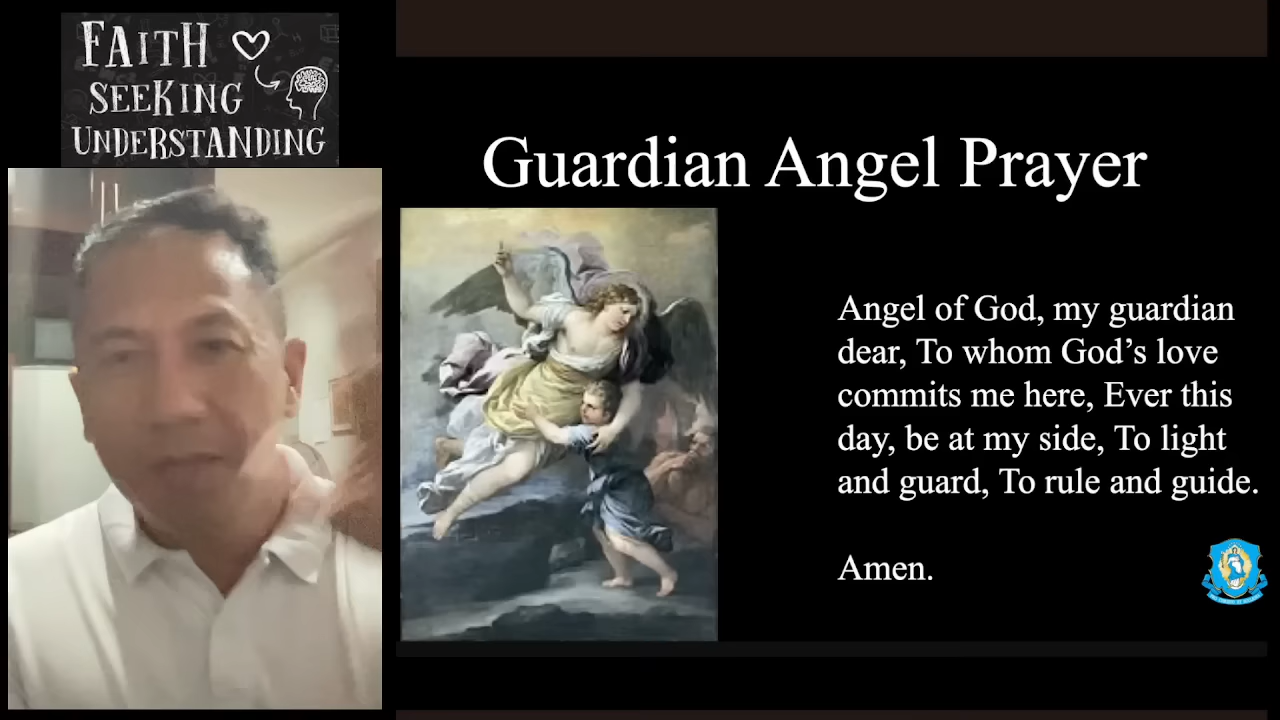 FAITH
SEEKING
UNDERSTANDING
Guardian Angel Prayer
Angel of God, my guardian
dear, To whom God’s love
commits me here, Ever this
day, be at my side, To light
and guard, To rule and guide.
Amen.